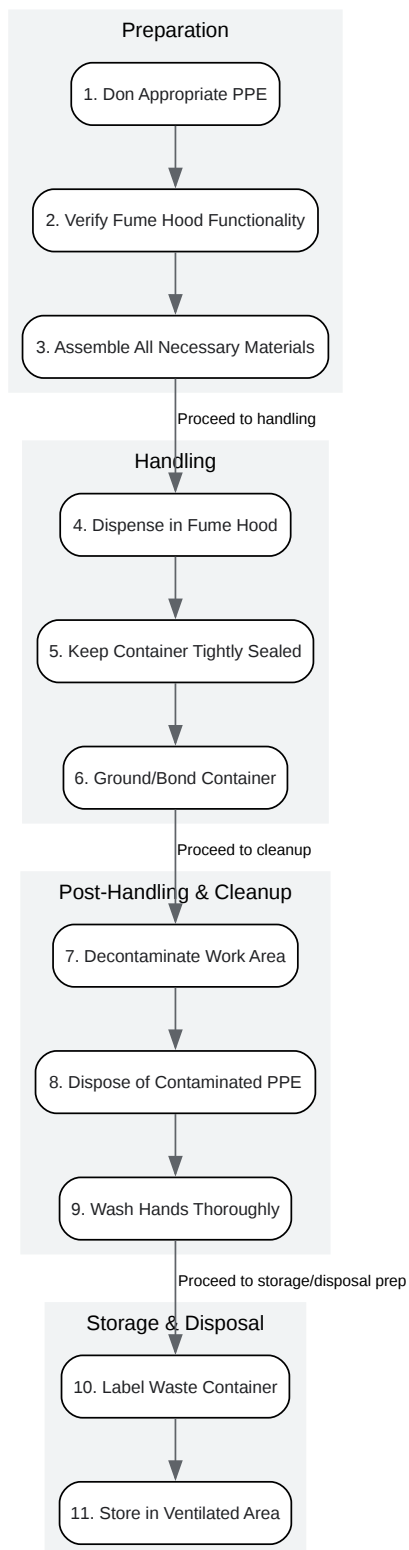 Preparation
1. Don Appropriate PPE
2. Verify Fume Hood Functionality
3. Assemble All Necessary Materials
Proceed to handling
Handling
4. Dispense in Fume Hood
5. Keep Container Tightly Sealed
6. Ground/Bond Container
Proceed to cleanup
Post-Handling & Cleanup
7. Decontaminate Work Area
8. Dispose of Contaminated PPE
9. Wash Hands Thoroughly
Proceed to storage/disposal prep
Storage & Disposal
10. Label Waste Container
11. Store in Ventilated Area